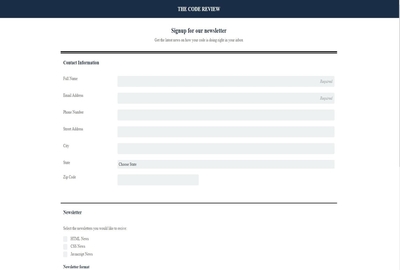 THE CODE REVIEW
Signup for our newsletter
Get the latest news on how your code is doing right in your inbox
Contact Information
Full Name
Required
Email Address
Required
Phone Number
Street Address
City
State
Choose State
Zip Code
Newsletter
Select the newsletters you would like to receive
HTML News
CSS News
Javascript News
Newsletter format